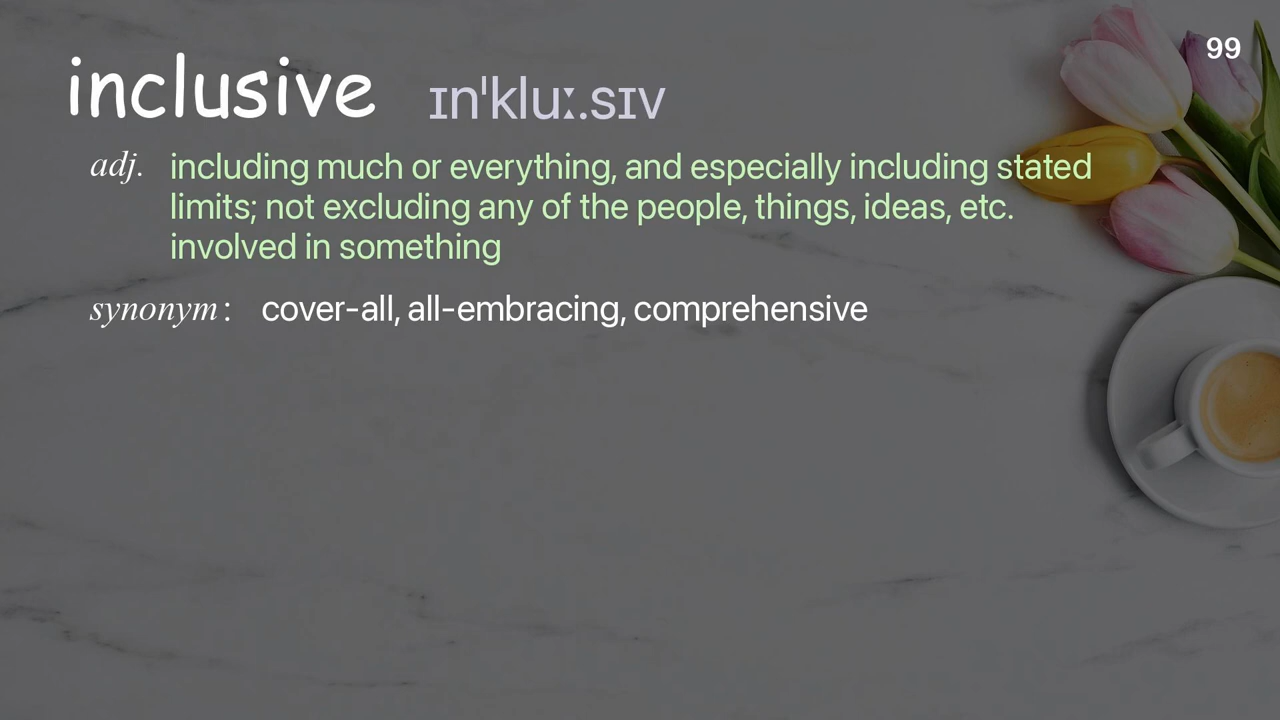 99
inclusive ɪnˈkluː.sɪv
adj. including much or everything, and especially including stated
limits; not excluding any of the people, things, ideas, etc.
involved in something
synonym: cover-all, all-embracing, comprehensive